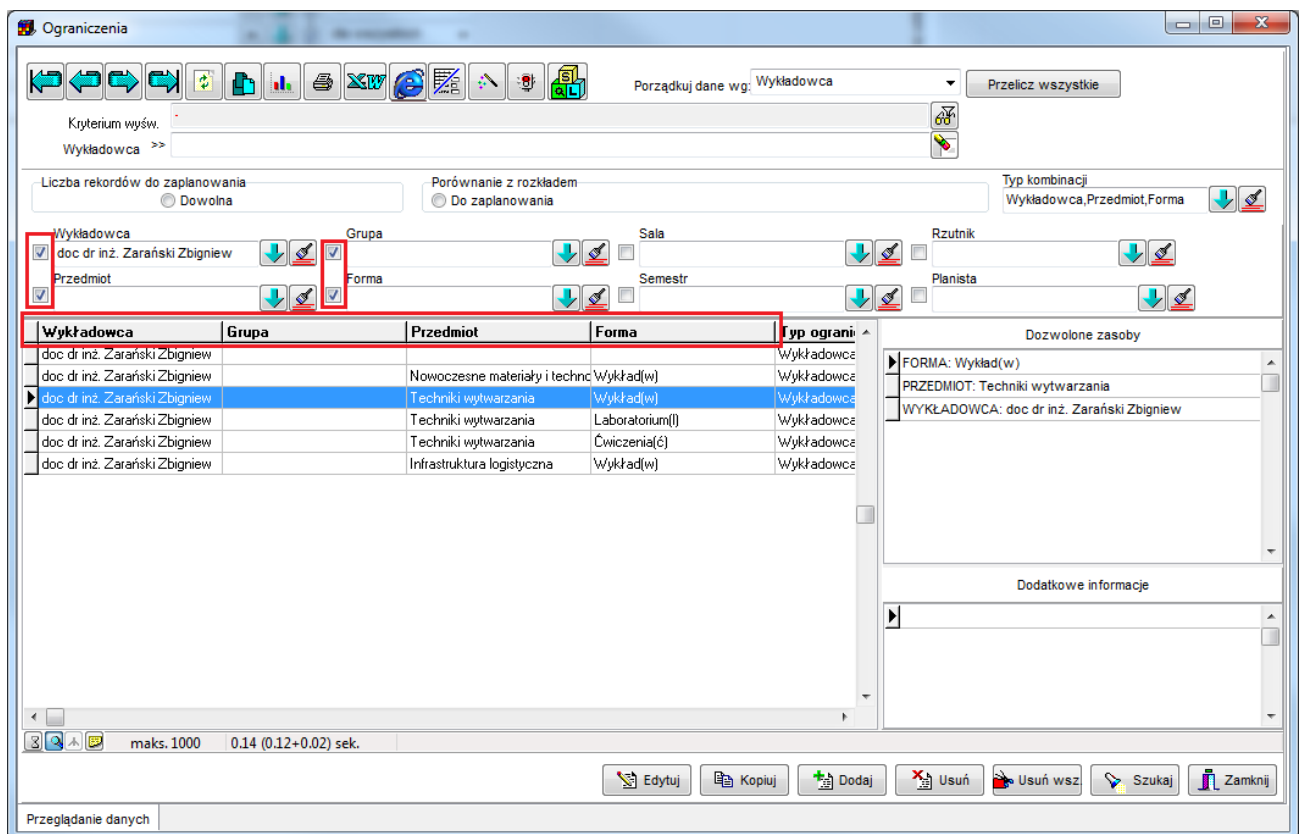 Ograniczenia
Porządkuj dane wg: Wykładowca Przelicz wszystkie
Kryterium wyśw. -
Wykładowca >>
Liczba rekordów do zaplanowania Porównanie z rozkładem Typ kombinacji
Dowolna Do zaplanowania Wykładowca,Przedmiot,Forma
Wykładowca Grupa Sala Rzutnik
doc dr inż. Zarański Zbigniew
Przedmiot Forma Semestr Planista
Wykładowca Grupa Przedmiot Forma Typ ograni
doc dr inż. Zarański Zbigniew Wykładowca
doc dr inż. Zarański Zbigniew Nowoczesne materiały i techno Wykład(w) Wykładowca
doc dr inż. Zarański Zbigniew Techniki wytwarzania Wykład(w) Wykładowca
doc dr inż. Zarański Zbigniew Techniki wytwarzania Laboratorium(l) Wykładowca
doc dr inż. Zarański Zbigniew Techniki wytwarzania Ćwiczenia(ć) Wykładowca
doc dr inż. Zarański Zbigniew Infrastruktura logistyczna Wykład(w) Wykładowca
Dozwolone zasoby
FORMA: Wykład(w)
PRZEDMIOT: Techniki wytwarzania
WYKŁADOWCA: doc dr inż. Zarański Zbigniew
Dodatkowe informacje
maks. 1000 0.14 (0.12+0.02) sek.
Edytuj Kopiuj Dodaj Usuń Usuń wsz. Szukaj Zamknij
Przeglądanie danych